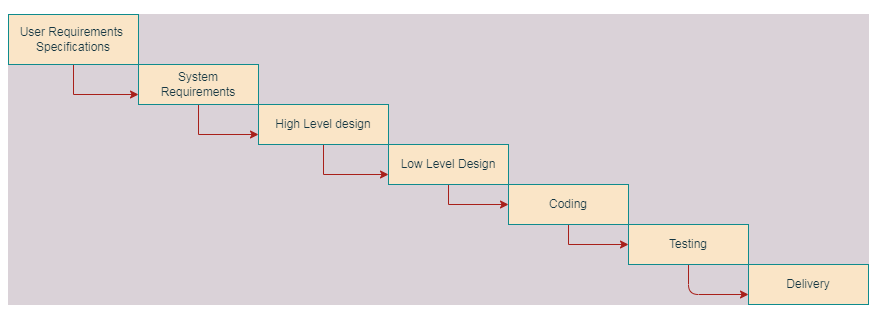 User Requirements
Specifications
System
Requirements
High Level design
Low Level Design
Coding
Testing
Delivery